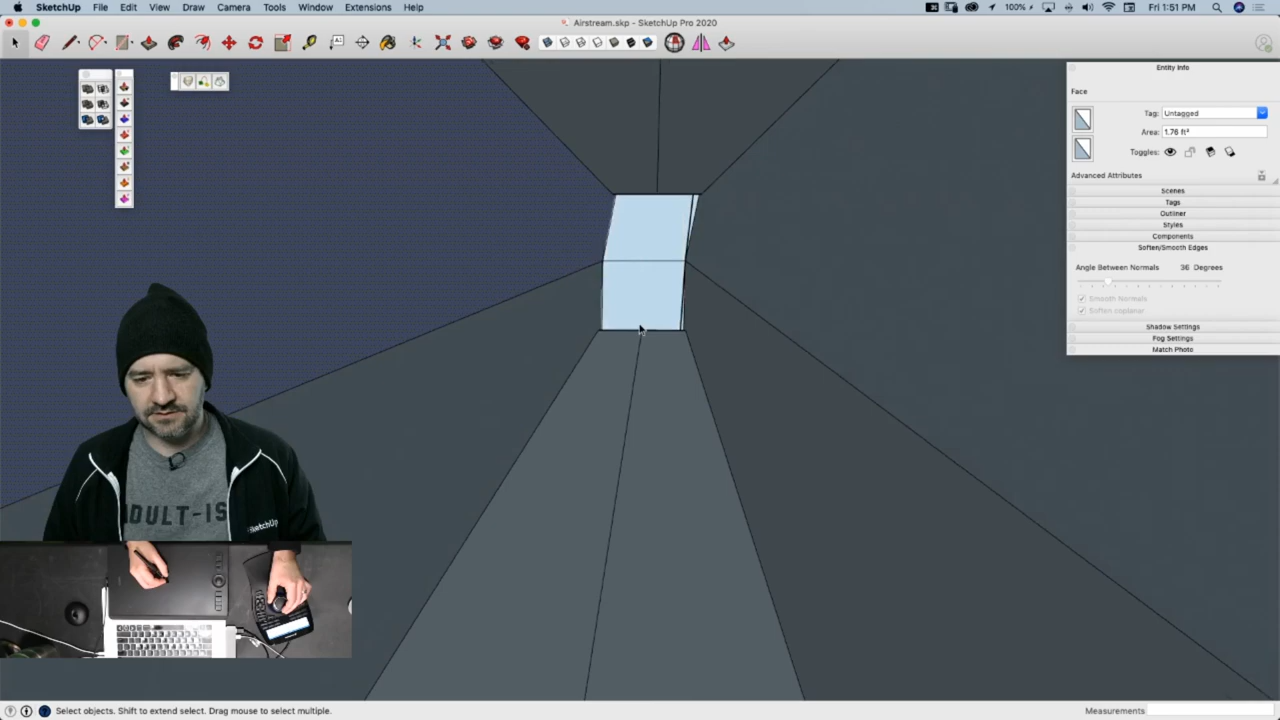 SketchUp File Edit View Draw Camera Tools Window Extensions Help
100% Fri 1:51 PM
Airstream.skp - SketchUp Pro 2020
Entity Info
Face
Tag: Untagged
Area: 1.76 ft²
Toggles:
Advanced Attributes
Scenes
Tags
Outliner
Styles
Components
Soften/Smooth Edges
Angle Between Normals 36 Degrees
Smooth Normals
Soften coplanar
Shadow Settings
Fog Settings
Match Photo
DULT-IS
SketchUp
Select objects. Shift to extend select. Drag mouse to select multiple.
Measurements